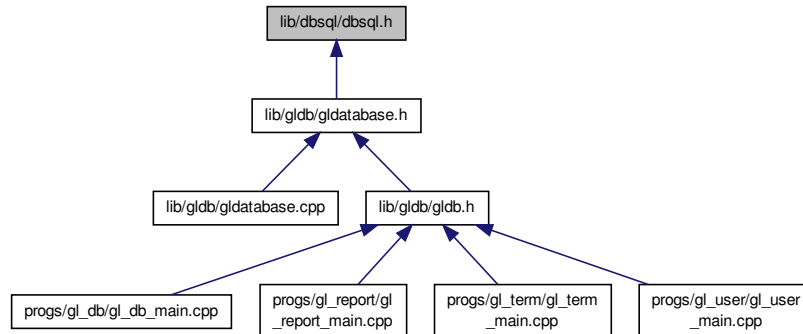 lib/dbsql/dbsql.h
lib/gldb/gldatabase.h
lib/gldb/gldatabase.cpp
lib/gldb/gldb.h
progs/gl_db/gl_db_main.cpp
progs/gl_report/gl
_report_main.cpp
progs/gl_term/gl_term
_main.cpp
progs/gl_user/gl_user
_main.cpp